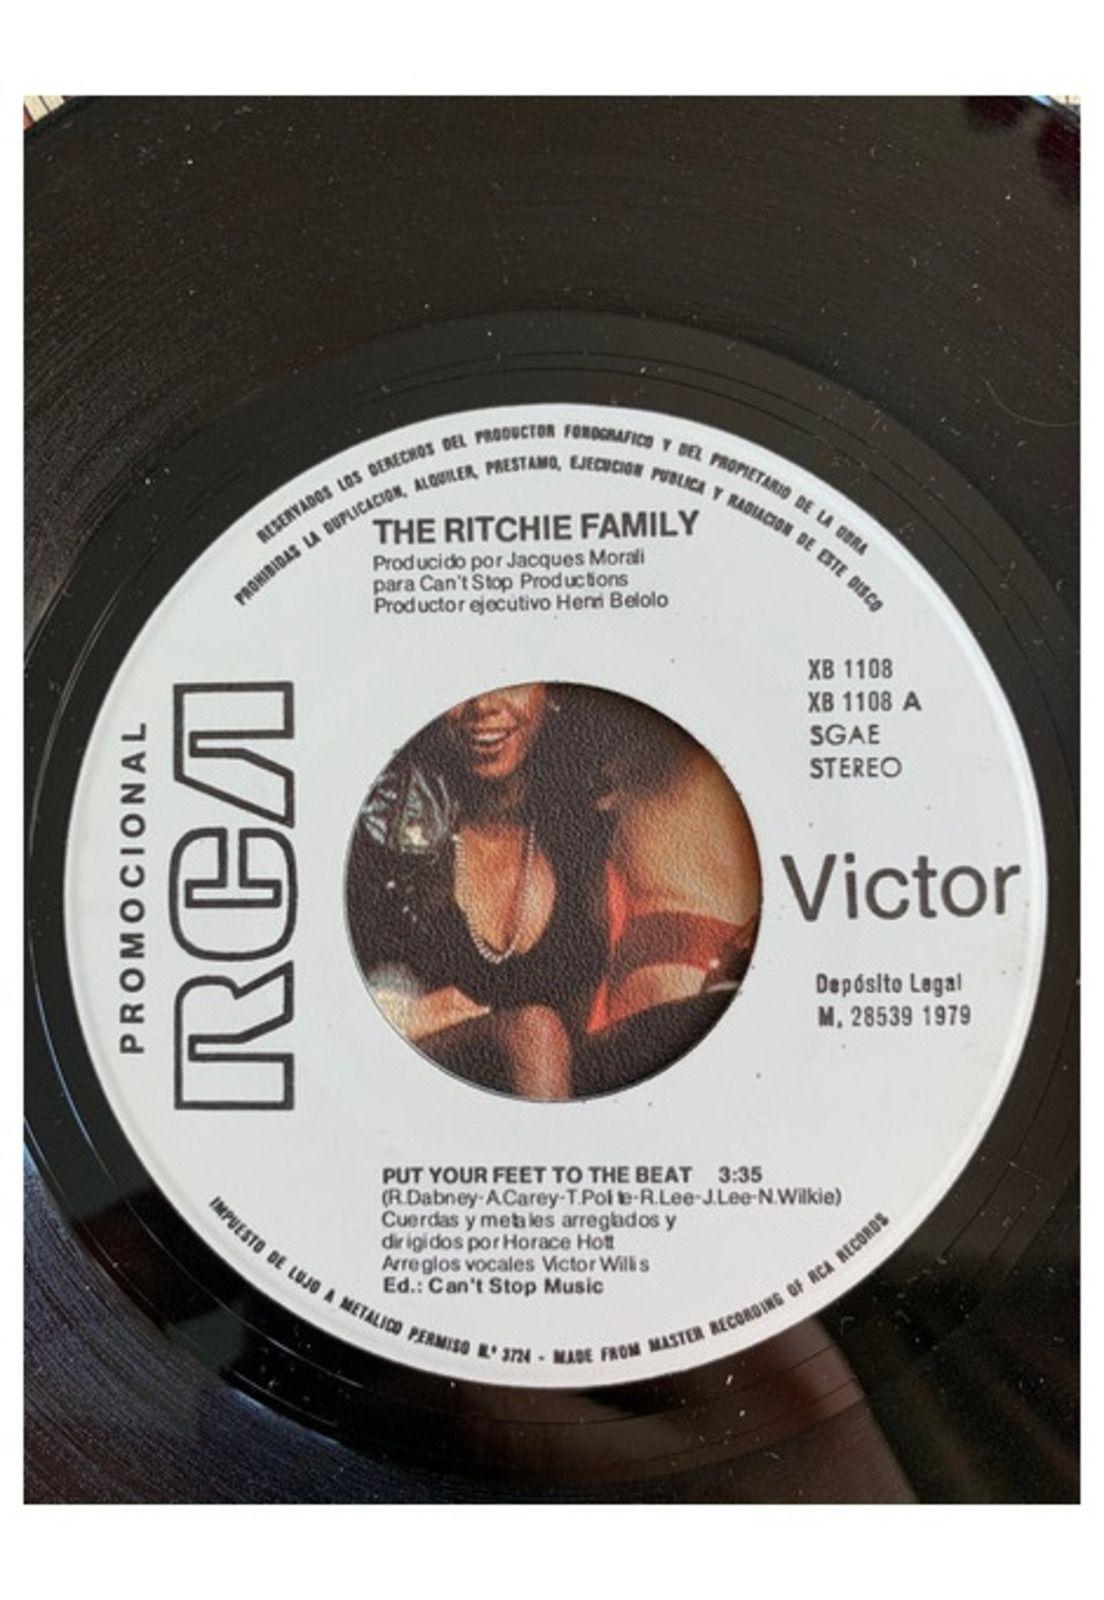 RESERVADOS LOS DERECHOS DEL PRODUCTOR FONOGRAFICO Y DEL PROPIETARIO DE LA OBRA
PROHIBIDAS LA DUPLICACION, ALQUILER, PRESTAMO, EJECUCION PUBLICA Y RADIACION DE ESTE DISCO
THE RITCHIE FAMILY
Producido por Jacques Morali
para Can't Stop Productions
Productor ejecutivo Henri Belolo
XB 1108
XB 1108 A
SGAE
STEREO
PROMOCIONAL
RCA
Victor
Depósito Legal
M. 28539 1979
PUT YOUR FEET TO THE BEAT 3:35
(R.Dabney-A.Carey-T.Polite-R.Lee-J.Lee-N.Wilkie)
Cuerdas y metales arreglados y
dirigidos por Horace Hott
Arreglos vocales Victor Willis
Ed.: Can't Stop Music
IMPUESTO DE LUJO A METALICO PERMISO N.º 3724 - MADE FROM MASTER RECORDING OF RCA RECORDS